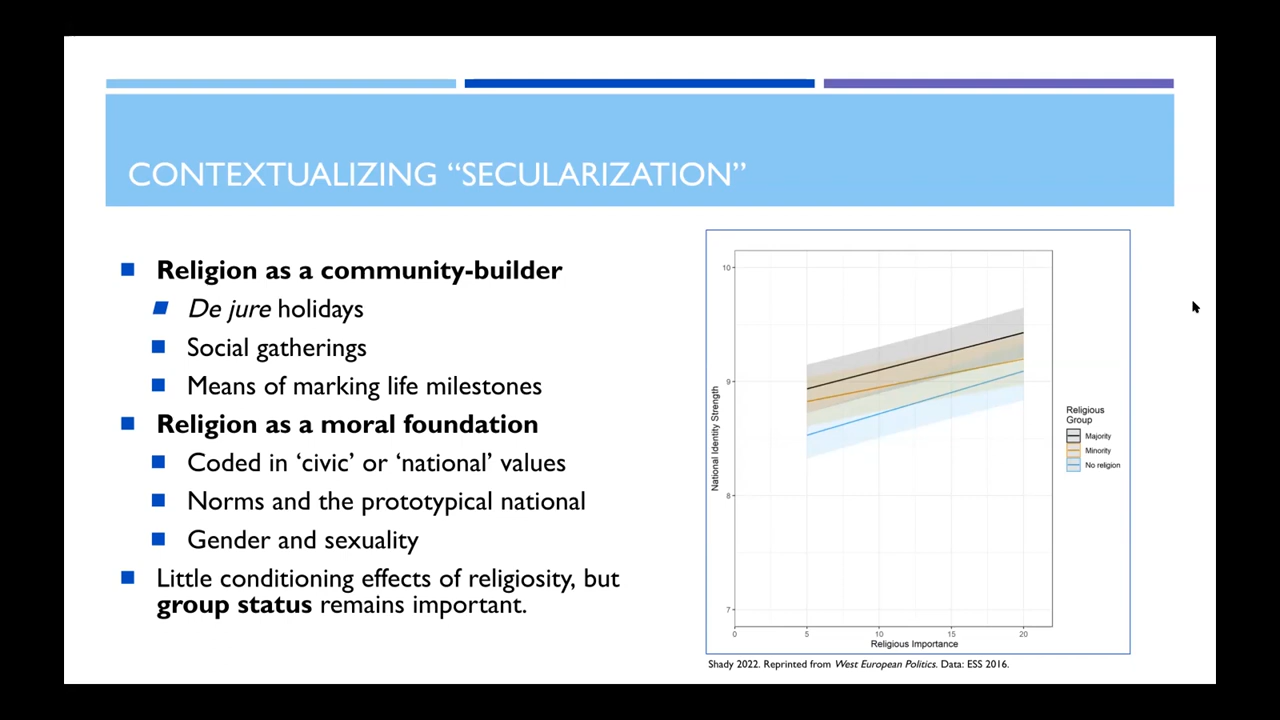 CONTEXTUALIZING “SECULARIZATION”
Religion as a community-builder
De jure holidays
Social gatherings
Means of marking life milestones
Religion as a moral foundation
Coded in ‘civic’ or ‘national’ values
Norms and the prototypical national
Gender and sexuality
Little conditioning effects of religiosity, but
group status remains important.
10
9
8
7
National Identity Strength
0 5 10 15 20
Religious Importance
Religious
Group
Majority
Minority
No religion
Shady 2022. Reprinted from West European Politics. Data: ESS 2016.